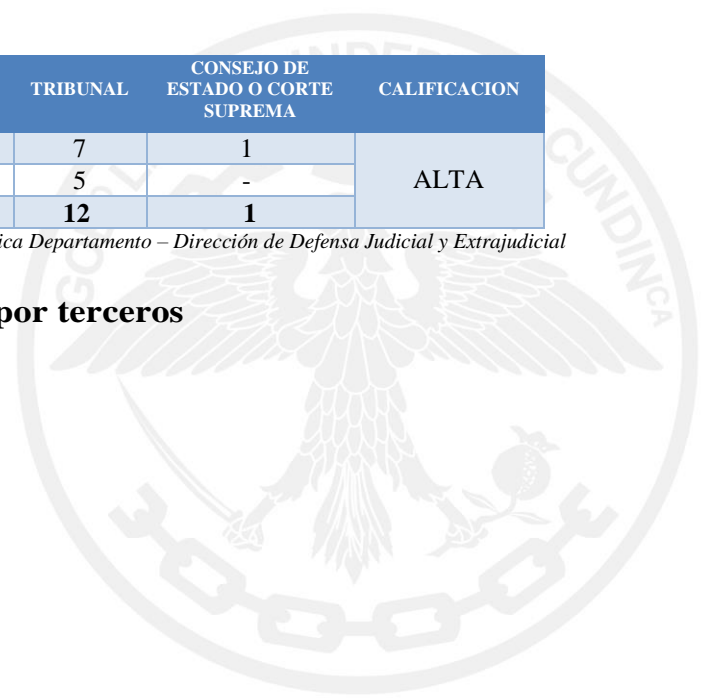 TRIBUNAL
CONSEJO DE
ESTADO O CORTE
SUPREMA
CALIFICACION
7 1
ALTA
5 -
12 1
ica Departamento – Dirección de Defensa Judicial y Extrajudicial
por terceros